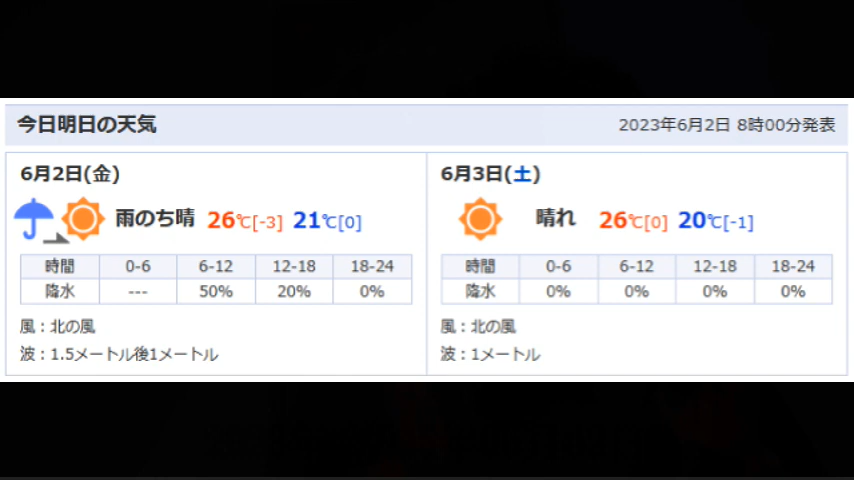 今日明日の天気 2023年6月2日 8時00分発表
6月2日(金)
雨のち晴 26℃[-3] 21℃[0]
時間 0-6 6-12 12-18 18-24
降水 --- 50% 20% 0%
風：北の風
波：1.5メートル後1メートル
6月3日(土)
晴れ 26℃[0] 20℃[-1]
時間 0-6 6-12 12-18 18-24
降水 0% 0% 0% 0%
風：北の風
波：1メートル